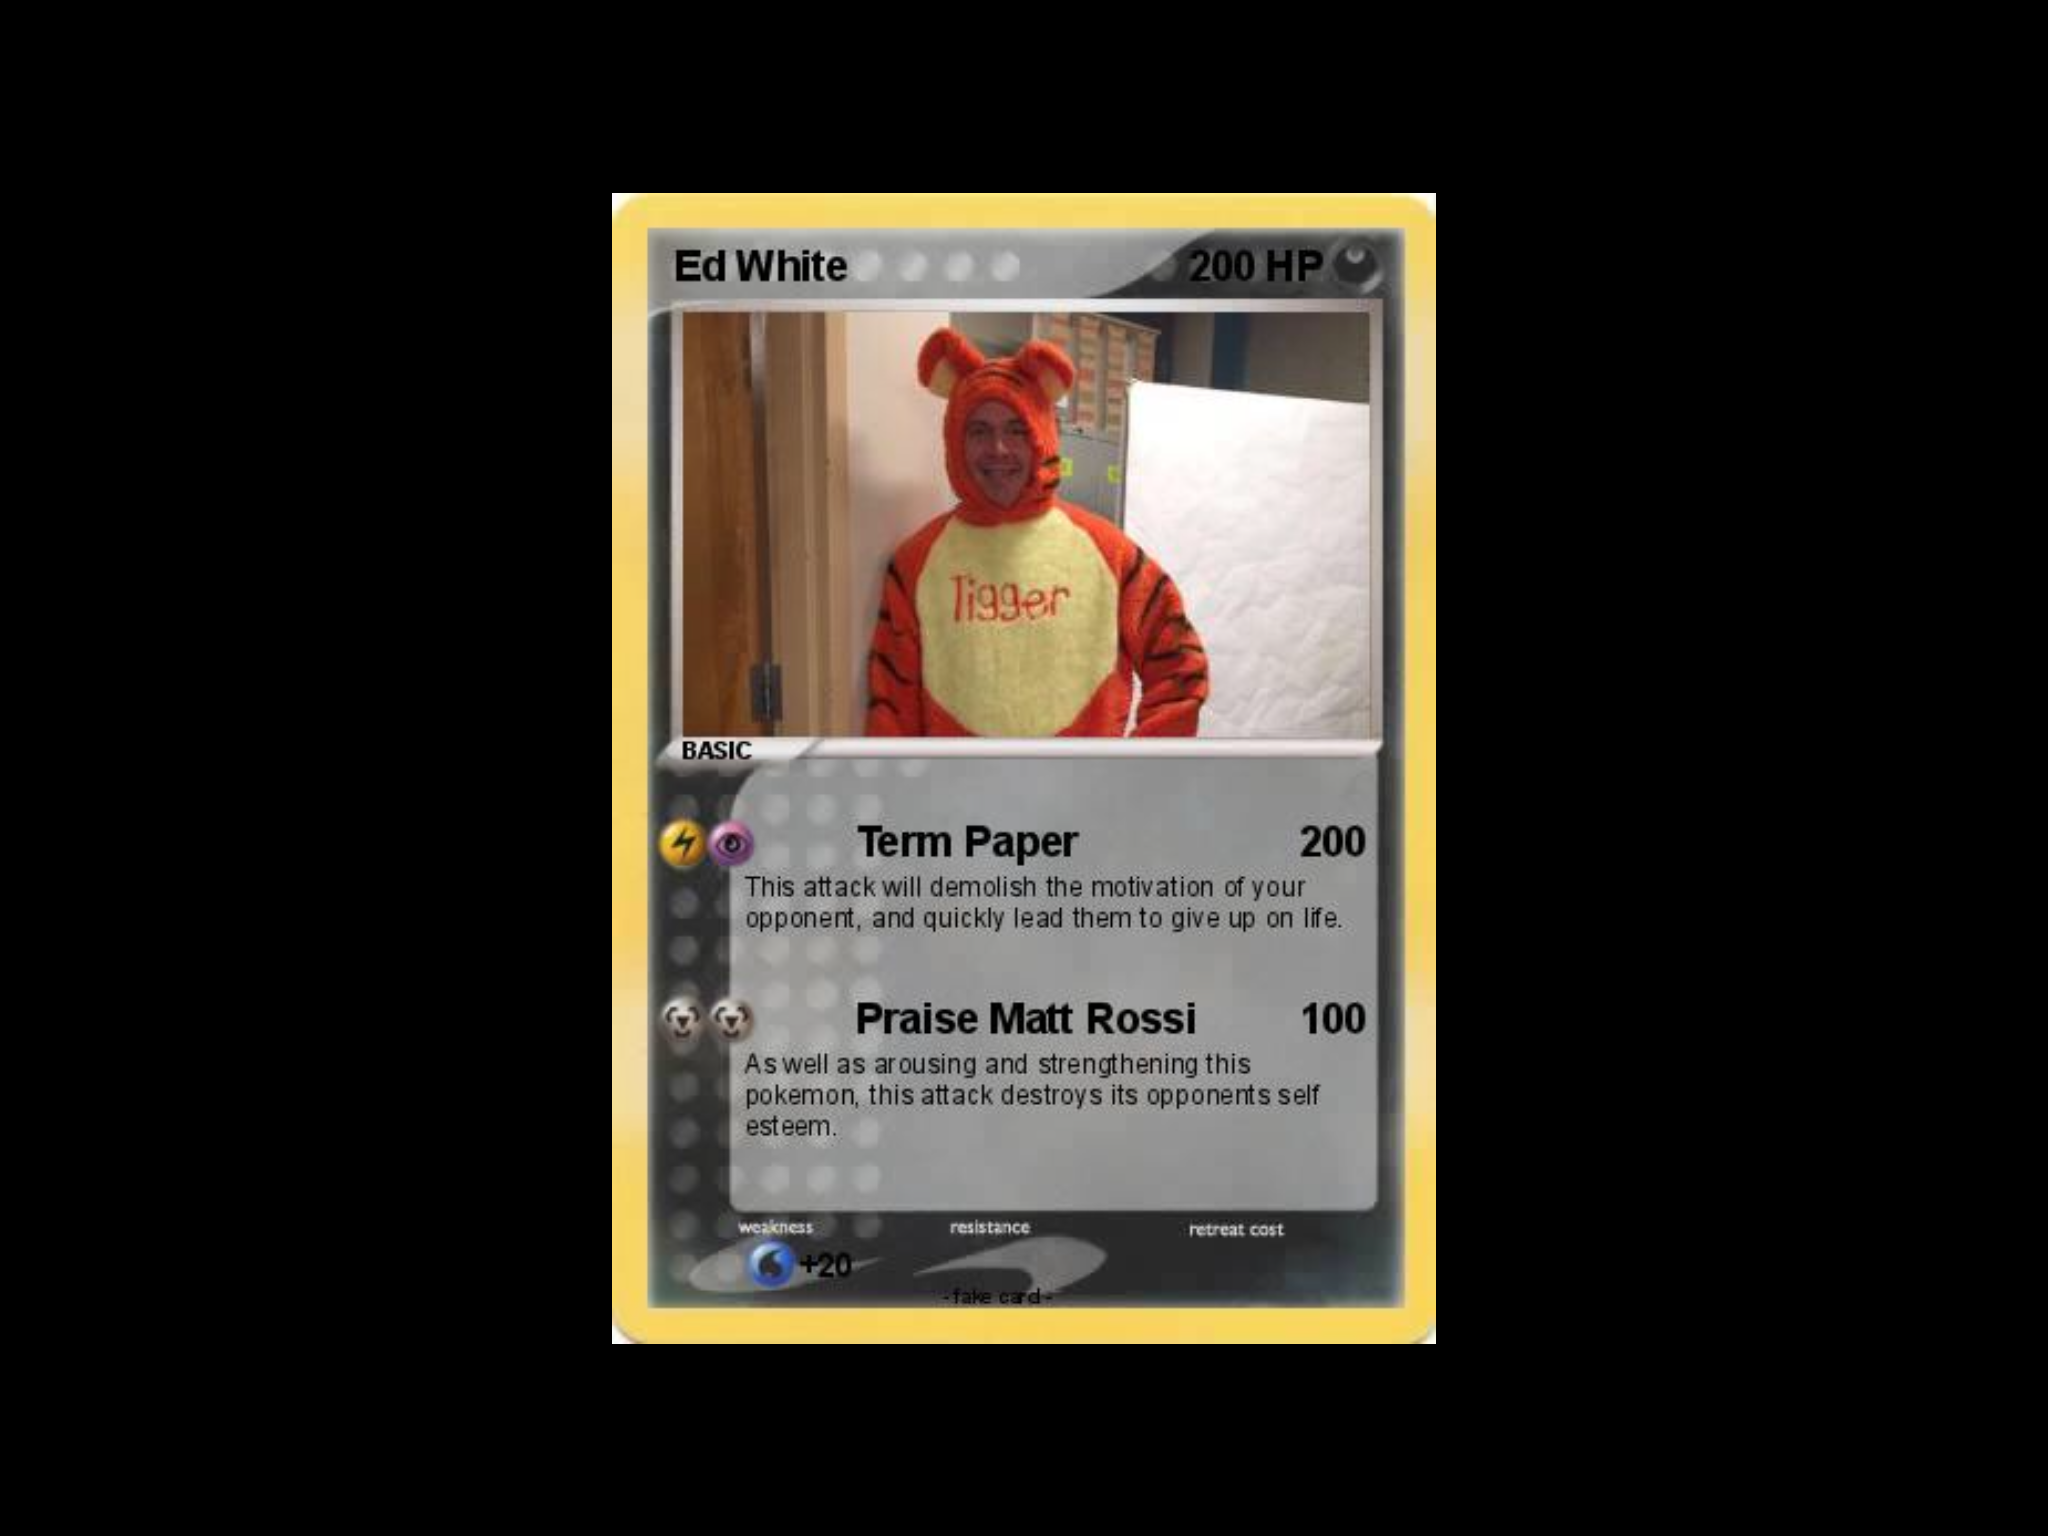 Ed White
200 HP
Tigger
BASIC
Term Paper
200
This attack will demolish the motivation of your
opponent, and quickly lead them to give up on life.
Praise Matt Rossi
100
As well as arousing and strengthening this
pokemon, this attack destroys its opponents self
esteem.
weakness
resistance
retreat cost
+20
-fake card-